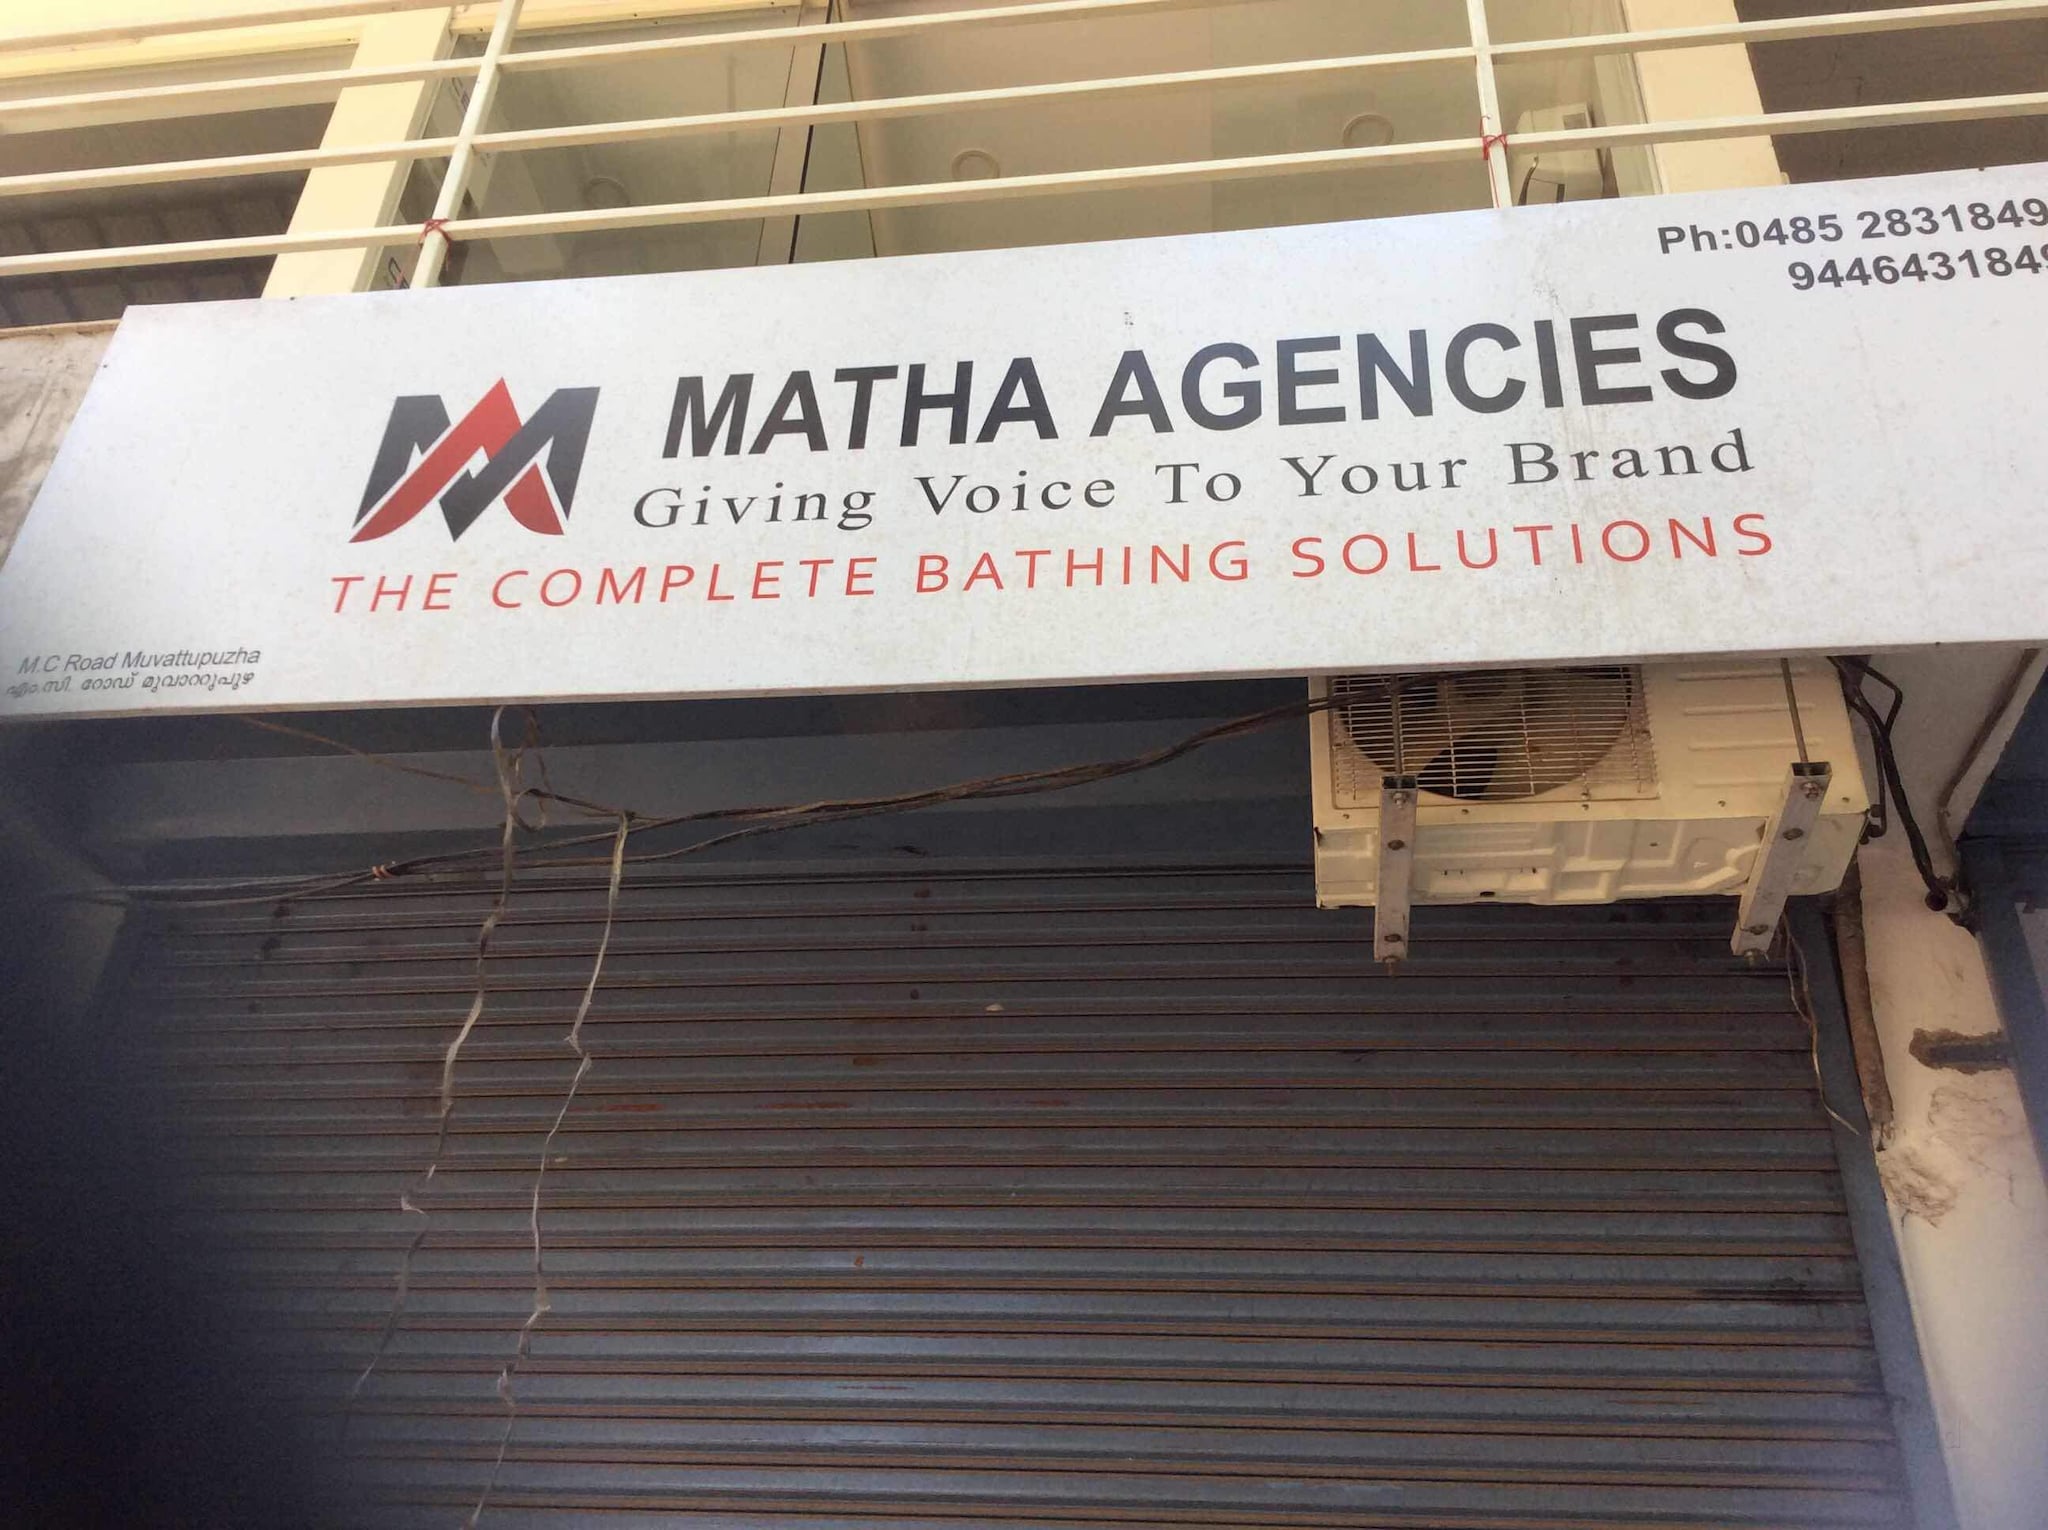 Ph:0485 2831849
9446431849
MATHA AGENCIES
Giving Voice To Your Brand
THE COMPLETE BATHING SOLUTIONS
M.C Road Muvattupuzha
എം.സി. റോഡ് മൂവാറ്റുപുഴ